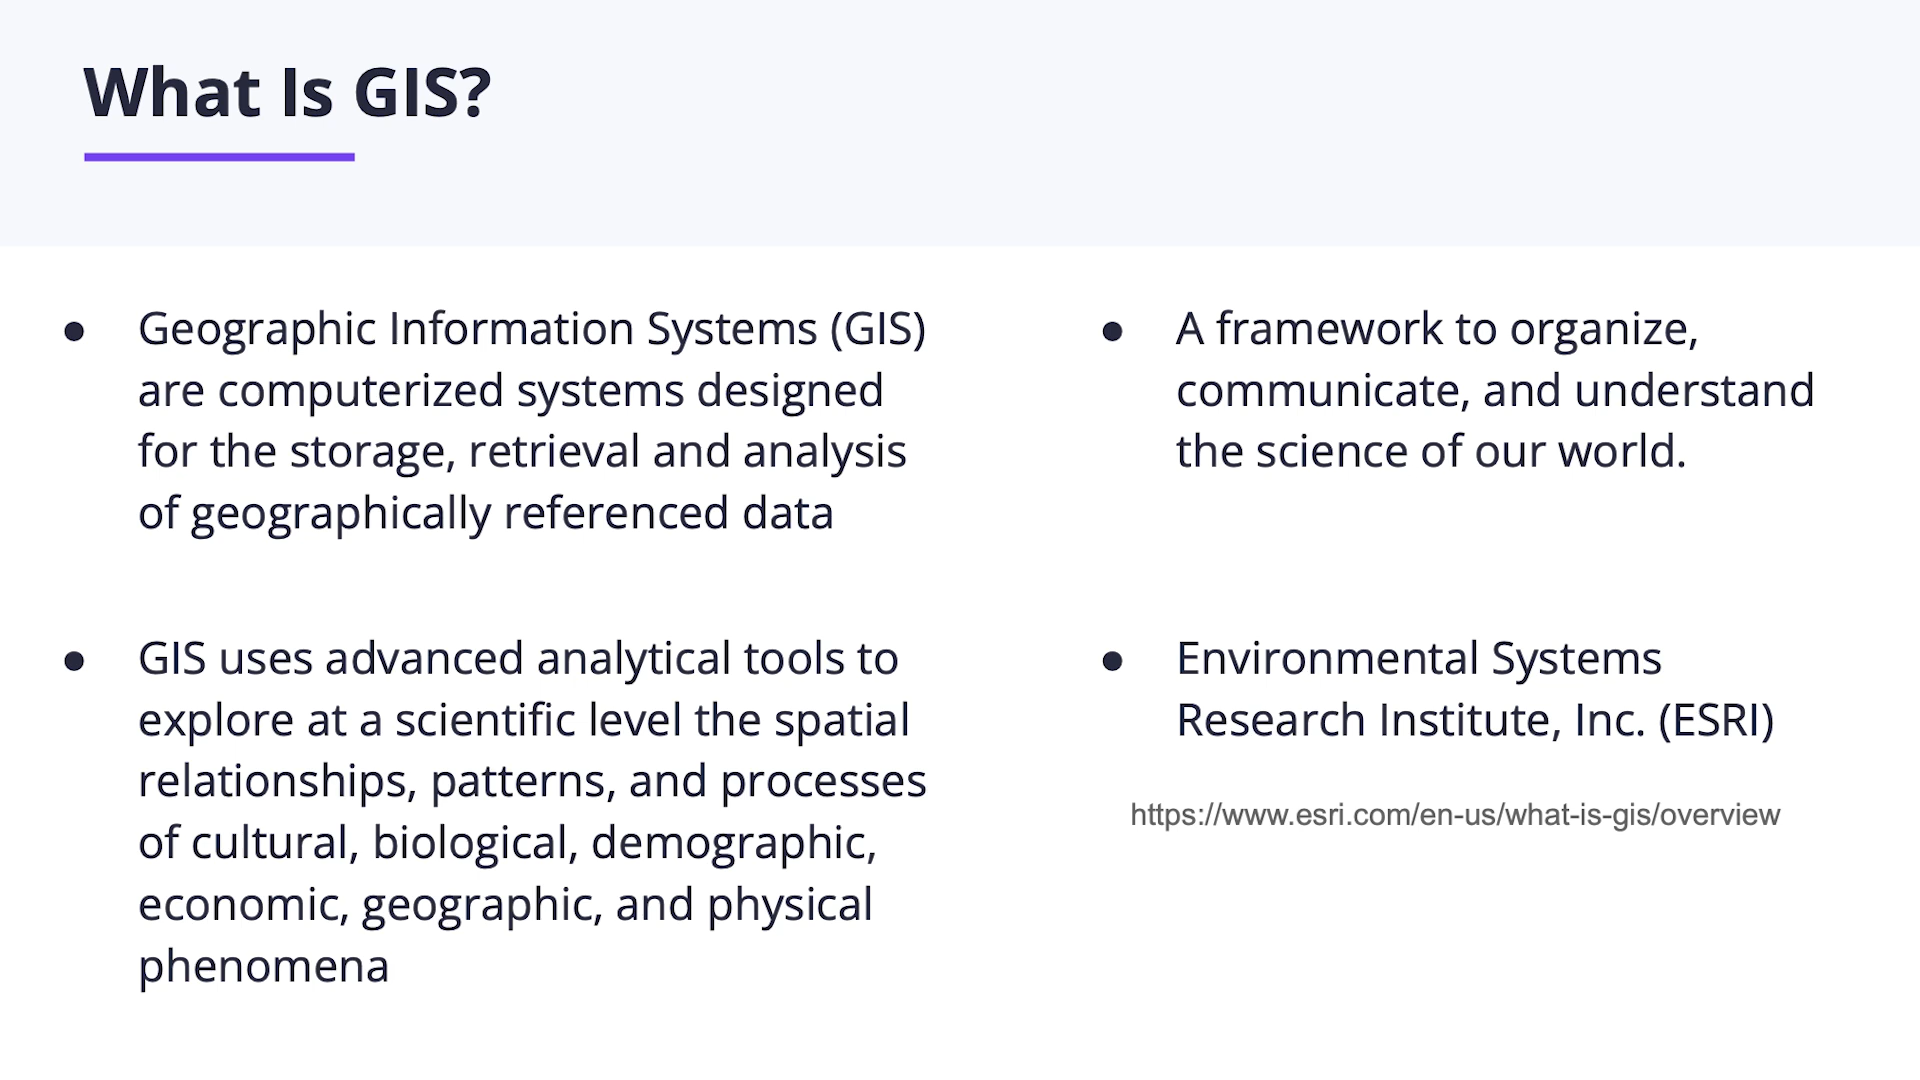 What Is GIS?
● Geographic Information Systems (GIS)
are computerized systems designed
for the storage, retrieval and analysis
of geographically referenced data
● GIS uses advanced analytical tools to
explore at a scientific level the spatial
relationships, patterns, and processes
of cultural, biological, demographic,
economic, geographic, and physical
phenomena
● A framework to organize,
communicate, and understand
the science of our world.
● Environmental Systems
Research Institute, Inc. (ESRI)
https://www.esri.com/en-us/what-is-gis/overview